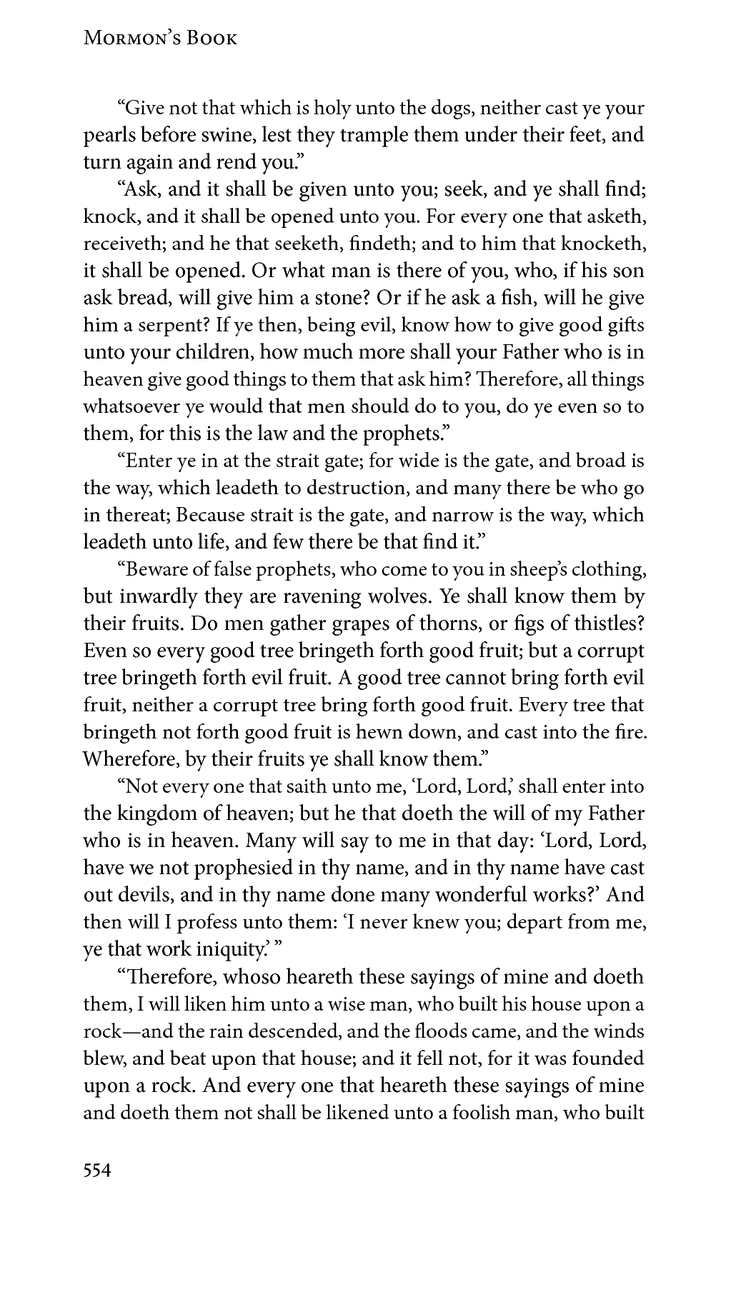 Mormon’s Book
“Give not that which is holy unto the dogs, neither cast ye your
pearls before swine, lest they trample them under their feet, and
turn again and rend you.”
“Ask, and it shall be given unto you; seek, and ye shall find;
knock, and it shall be opened unto you. For every one that asketh,
receiveth; and he that seeketh, findeth; and to him that knocketh,
it shall be opened. Or what man is there of you, who, if his son
ask bread, will give him a stone? Or if he ask a fish, will he give
him a serpent? If ye then, being evil, know how to give good gifts
unto your children, how much more shall your Father who is in
heaven give good things to them that ask him? Therefore, all things
whatsoever ye would that men should do to you, do ye even so to
them, for this is the law and the prophets.”
“Enter ye in at the strait gate; for wide is the gate, and broad is
the way, which leadeth to destruction, and many there be who go
in thereat; Because strait is the gate, and narrow is the way, which
leadeth unto life, and few there be that find it.”
“Beware of false prophets, who come to you in sheep’s clothing,
but inwardly they are ravening wolves. Ye shall know them by
their fruits. Do men gather grapes of thorns, or figs of thistles?
Even so every good tree bringeth forth good fruit; but a corrupt
tree bringeth forth evil fruit. A good tree cannot bring forth evil
fruit, neither a corrupt tree bring forth good fruit. Every tree that
bringeth not forth good fruit is hewn down, and cast into the fire.
Wherefore, by their fruits ye shall know them.”
“Not every one that saith unto me, ‘Lord, Lord,’ shall enter into
the kingdom of heaven; but he that doeth the will of my Father
who is in heaven. Many will say to me in that day: ‘Lord, Lord,
have we not prophesied in thy name, and in thy name have cast
out devils, and in thy name done many wonderful works?’ And
then will I profess unto them: ‘I never knew you; depart from me,
ye that work iniquity.’ ”
“Therefore, whoso heareth these sayings of mine and doeth
them, I will liken him unto a wise man, who built his house upon a
rock—and the rain descended, and the floods came, and the winds
blew, and beat upon that house; and it fell not, for it was founded
upon a rock. And every one that heareth these sayings of mine
and doeth them not shall be likened unto a foolish man, who built
554